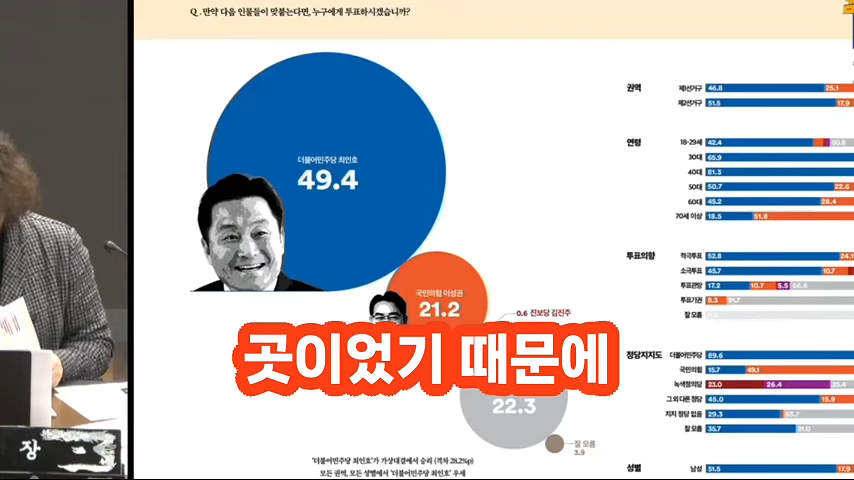 Q . 만약 다음 인물들이 맞붙는다면, 누구에게 투표하시겠습니까?
더불어민주당 최인호
49.4
국민의힘 이성권
21.2
0.6 진보당 김진주
곳이었기 때문에
22.3
잘 모름
3.9
'더불어민주당 최인호'가 가상대결에서 승리 (격차 28.2%p)
모든 권역, 모든 성별에서 '더불어민주당 최인호' 우세
권역 제1선거구 46.8 25.1
제2선거구 51.5 17.9
연령 18-29세 42.4
30대 65.9
40대 81.3
50대 50.7 22.6
60대 45.2 28.4
70세 이상 18.5 51.8
투표의향 적극투표 52.8 24.1
소극투표 45.7 10.7
투표관망 17.2 10.7 5.5 66.6
투표기권 8.3 91.7
잘 모름
정당지지도 더불어민주당 89.6
국민의힘 15.7 49.1
녹색정의당 23.0 26.4 25.4
그 외 다른 정당 45.0 15.9
지지 정당 없음 29.3 53.7
잘 모름 35.7 31.0
성별 남성 51.5 17.9
장